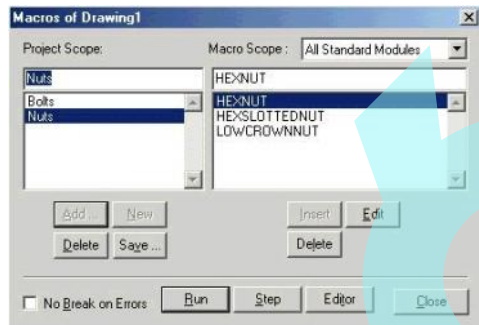 Macros of Drawing1
Project Scope:
Macro Scope : All Standard Modules
Nuts
HEXNUT
Bolts
Nuts
HEXNUT
HEXSLOTTEDNUT
LOWCROWNNUT
Add ... New
Insert Edit
Delete Save ...
Delete
No Break on Errors Run Step Editor Close